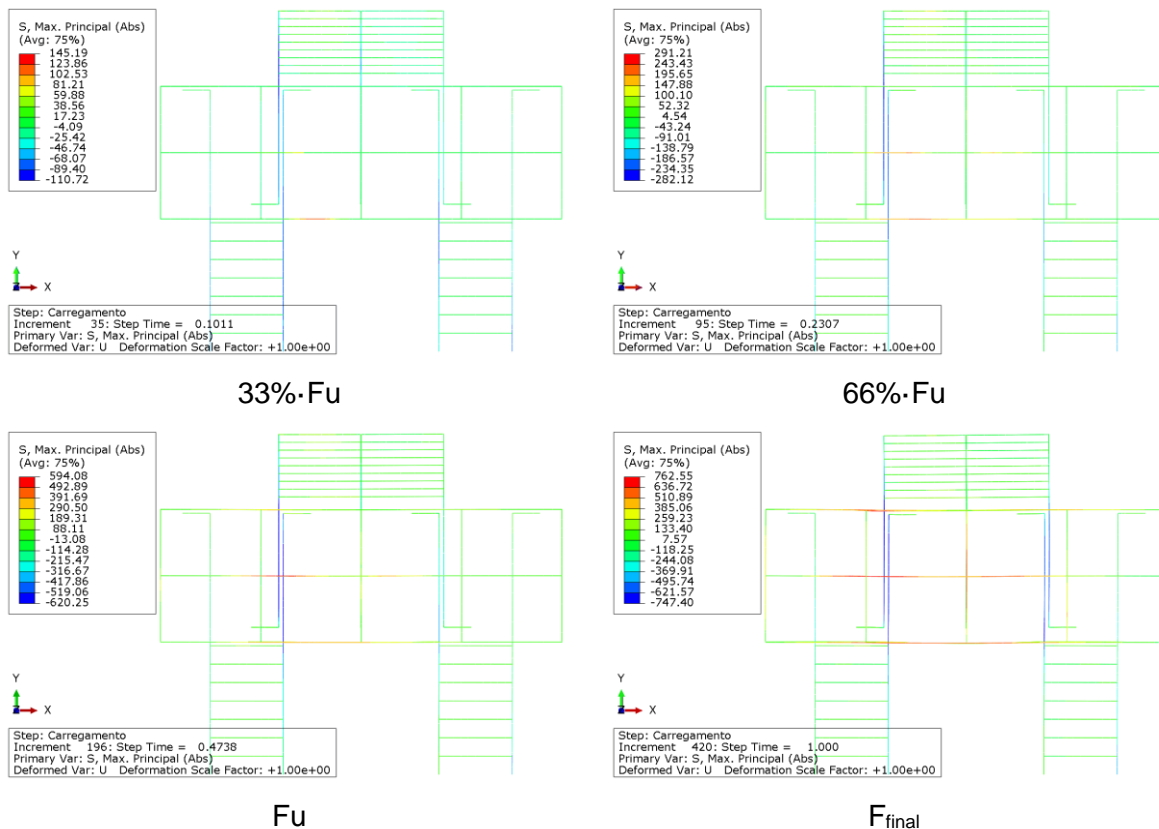 S, Max. Principal (Abs)
(Avg: 75%)
145.19
123.86
102.53
81.21
59.88
38.56
17.23
-4.09
-25.42
-46.74
-68.07
-89.40
-110.72
Y
X
Z
Step: Carregamento
Increment 35: Step Time = 0.1011
Primary Var: S, Max. Principal (Abs)
Deformed Var: U Deformation Scale Factor: +1.00e+00
33%·Fu
S, Max. Principal (Abs)
(Avg: 75%)
291.21
243.43
195.65
147.88
100.10
52.32
4.54
-43.24
-91.01
-138.79
-186.57
-234.35
-282.12
Y
X
Z
Step: Carregamento
Increment 95: Step Time = 0.2307
Primary Var: S, Max. Principal (Abs)
Deformed Var: U Deformation Scale Factor: +1.00e+00
66%·Fu
S, Max. Principal (Abs)
(Avg: 75%)
594.08
492.89
391.69
290.50
189.31
88.11
-13.08
-114.28
-215.47
-316.67
-417.86
-519.06
-620.25
Y
X
Z
Step: Carregamento
Increment 196: Step Time = 0.4738
Primary Var: S, Max. Principal (Abs)
Deformed Var: U Deformation Scale Factor: +1.00e+00
Fu
S, Max. Principal (Abs)
(Avg: 75%)
762.55
636.72
510.89
385.06
259.23
133.40
7.57
-118.25
-244.08
-369.91
-495.74
-621.57
-747.40
Y
X
Z
Step: Carregamento
Increment 420: Step Time = 1.000
Primary Var: S, Max. Principal (Abs)
Deformed Var: U Deformation Scale Factor: +1.00e+00
Ffinal